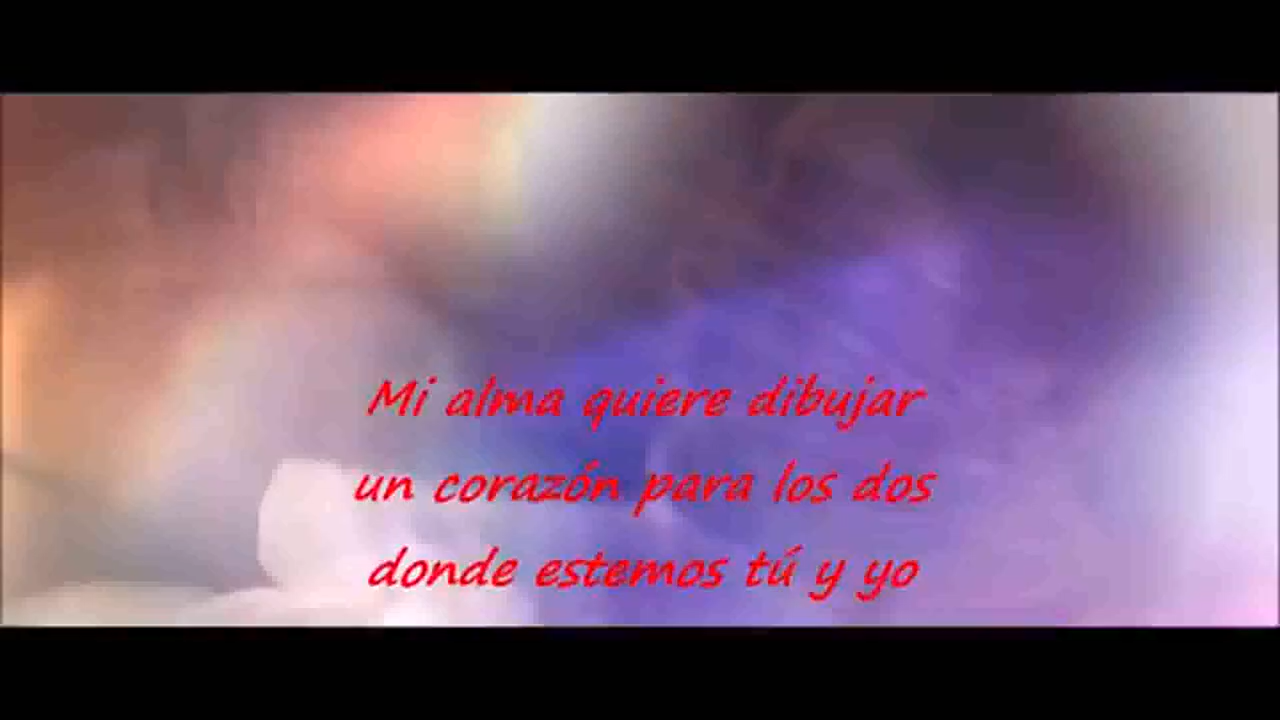 Mi alma quiere dibujar
un corazón para los dos
donde estemos tú y yo